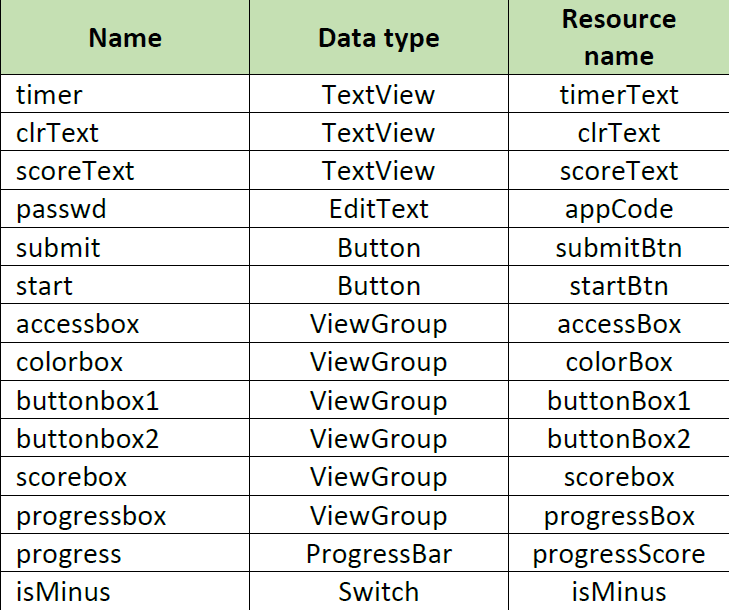 Name Data type Resource name
timer TextView timerText
clrText TextView clrText
scoreText TextView scoreText
passwd EditText appCode
submit Button submitBtn
start Button startBtn
accessbox ViewGroup accessBox
colorbox ViewGroup colorBox
buttonbox1 ViewGroup buttonBox1
buttonbox2 ViewGroup buttonBox2
scorebox ViewGroup scorebox
progressbox ViewGroup progressBox
progress ProgressBar progressScore
isMinus Switch isMinus